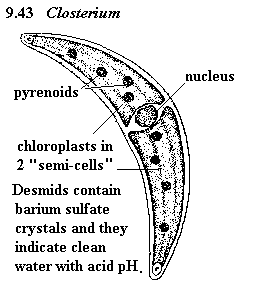 9.43 Closterium
nucleus
pyrenoids
chloroplasts in
2 "semi-cells"
Desmids contain
barium sulfate
crystals and they
indicate clean
water with acid pH.